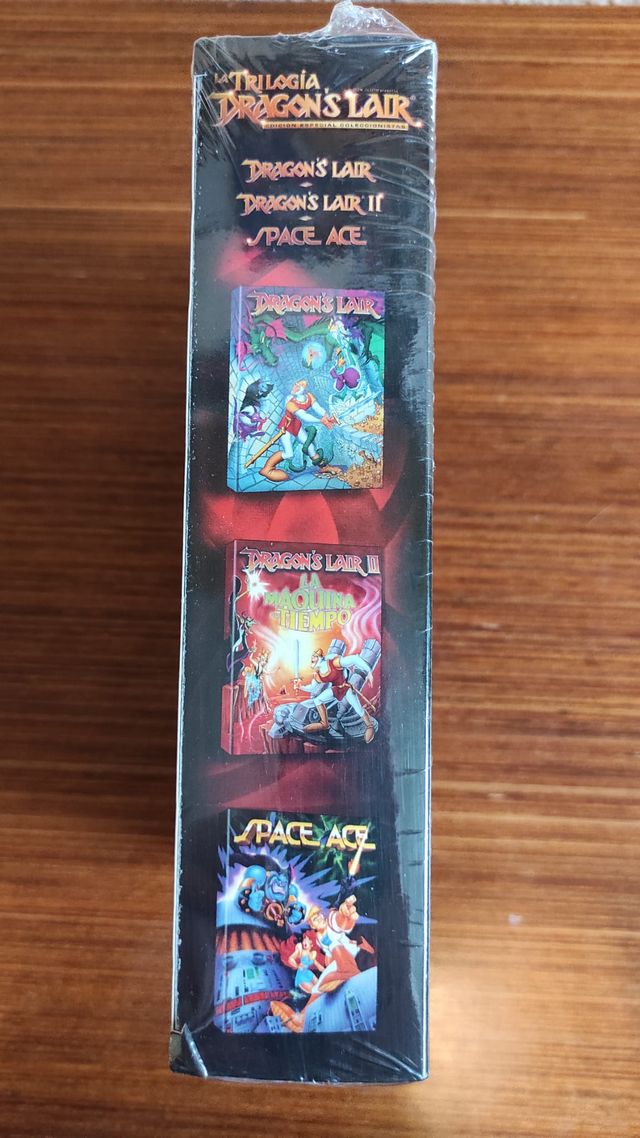 LA TRILOGÍA
DRAGON'S LAIR®
EDICIÓN ESPECIAL COLECCIONISTAS
DRAGON'S LAIR®
DRAGON'S LAIR II
SPACE ACE
DRAGON'S LAIR
DRAGON'S LAIR II
LA
MAQUINA
TIEMPO
SPACE ACE